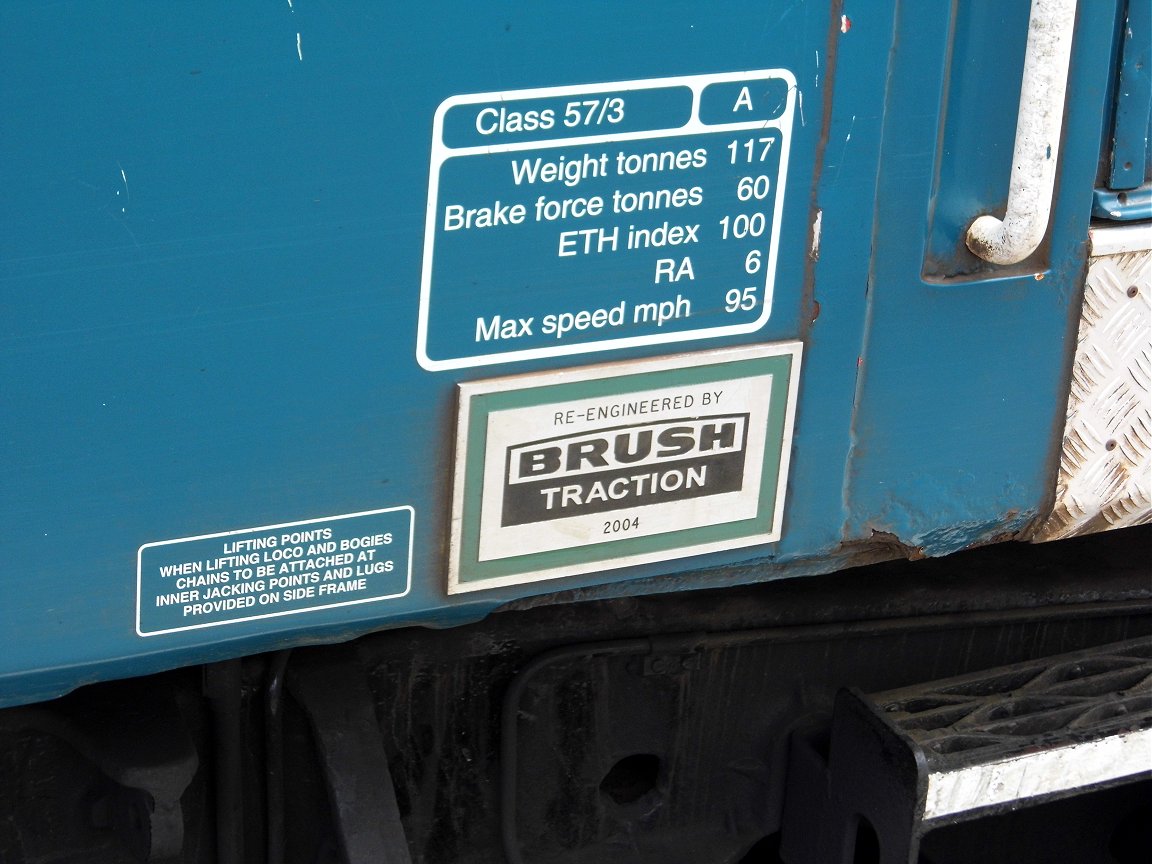 Class 57/3 A
Weight tonnes 117
Brake force tonnes 60
ETH index 100
RA 6
Max speed mph 95
RE-ENGINEERED BY
BRUSH
TRACTION
2004
LIFTING POINTS
WHEN LIFTING LOCO AND BOGIES
CHAINS TO BE ATTACHED AT
INNER JACKING POINTS AND LUGS
PROVIDED ON SIDE FRAME